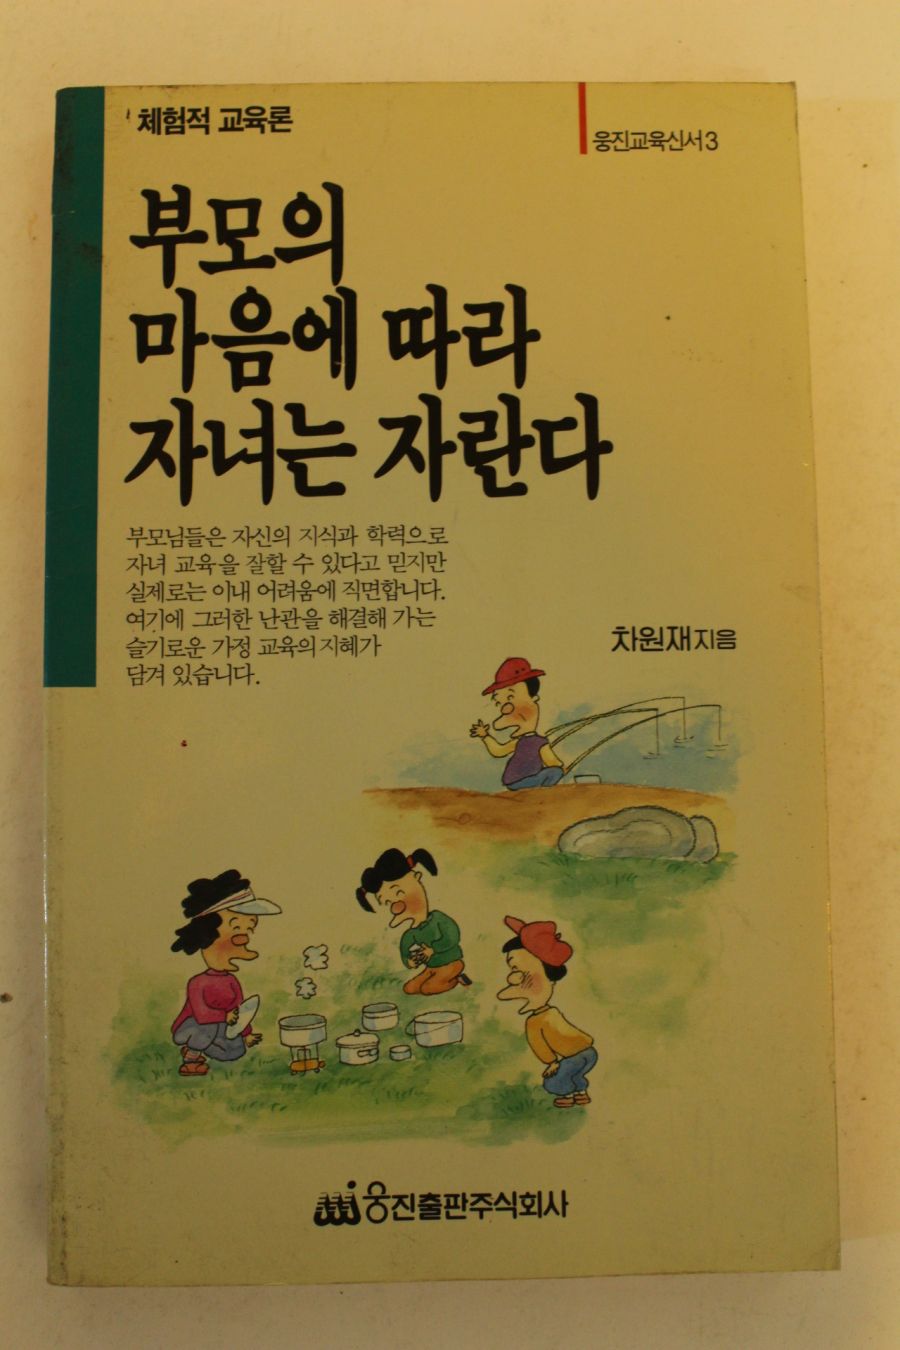 체험적 교육론
웅진교육신서3
부모의
마음에 따라
자녀는 자란다
부모님들은 자신의 지식과 학력으로
자녀 교육을 잘할 수 있다고 믿지만
실제로는 이내 어려움에 직면합니다.
여기에 그러한 난관을 해결해 가는
슬기로운 가정 교육의 지혜가
담겨 있습니다.
차원재지음
웅진출판주식회사